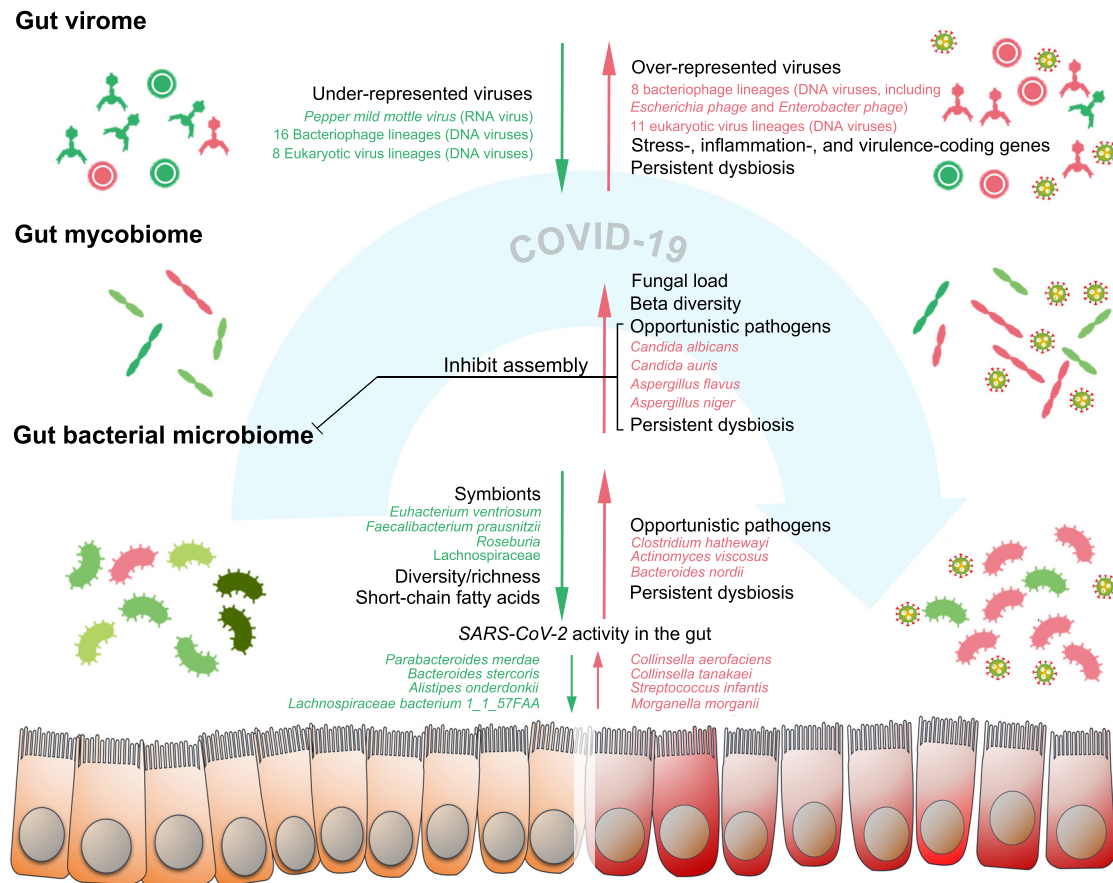 Gut virome
Under-represented viruses
Pepper mild mottle virus (RNA virus)
16 Bacteriophage lineages (DNA viruses)
8 Eukaryotic virus lineages (DNA viruses)
Over-represented viruses
8 bacteriophage lineages (DNA viruses, including
Escherichia phage and Enterobacter phage)
11 eukaryotic virus lineages (DNA viruses)
Stress-, inflammation-, and virulence-coding genes
Persistent dysbiosis
COVID-19
Gut mycobiome
Fungal load
Beta diversity
Opportunistic pathogens
Candida albicans
Candida auris
Aspergillus flavus
Aspergillus niger
Persistent dysbiosis
Inhibit assembly
Gut bacterial microbiome
Symbionts
Euhacterium ventriosum
Faecalibacterium prausnitzii
Roseburia
Lachnospiraceae
Diversity/richness
Short-chain fatty acids
Opportunistic pathogens
Clostridium hathewayi
Actinomyces viscosus
Bacteroides nordii
Persistent dysbiosis
SARS-CoV-2 activity in the gut
Parabacteroides merdae
Bacteroides stercoris
Alistipes onderdonkii
Lachnospiraceae bacterium 1_1_57FAA
Collinsella aerofaciens
Collinsella tanakaei
Streptococcus infantis
Morganella morganii